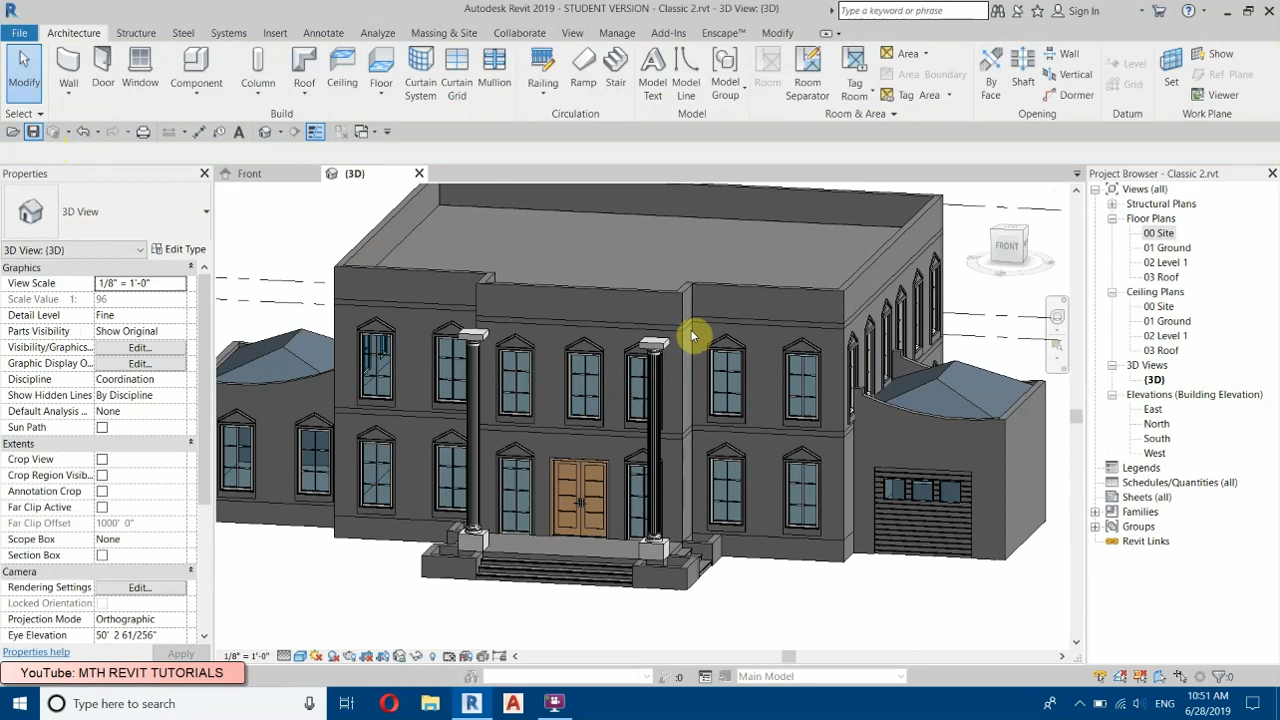 Autodesk Revit 2019 - STUDENT VERSION - Classic 2.rvt - 3D View: {3D}
Type a keyword or phrase
Sign In
File Architecture Structure Steel Systems Insert Annotate Analyze Massing & Site Collaborate View Manage Add-Ins Enscape™ Modify
Modify
Wall
Door
Window
Component
Column
Roof
Ceiling
Floor
Curtain System
Curtain Grid
Mullion
Railing
Ramp
Stair
Model Text
Model Line
Model Group
Room
Room Separator
Tag Room
Area
Area Boundary
Tag Area
By Face
Shaft
Wall
Vertical
Dormer
Level
Grid
Set
Show
Ref Plane
Viewer
Select
Build
Circulation
Model
Room & Area
Opening
Datum
Work Plane
Properties
3D View
3D View: {3D}
Edit Type
Graphics
View Scale 1/8" = 1'-0"
Scale Value 1: 96
Detail Level Fine
Parts Visibility Show Original
Visibility/Graphics... Edit...
Graphic Display O... Edit...
Discipline Coordination
Show Hidden Lines By Discipline
Default Analysis ... None
Sun Path
Extents
Crop View
Crop Region Visib...
Annotation Crop
Far Clip Active
Far Clip Offset 1000' 0"
Scope Box None
Section Box
Camera
Rendering Settings Edit...
Locked Orientation
Projection Mode Orthographic
Eye Elevation 50' 2 61/256"
Properties help
Apply
Front
{3D}
FRONT
Project Browser - Classic 2.rvt
Views (all)
Structural Plans
Floor Plans
00 Site
01 Ground
02 Level 1
03 Roof
Ceiling Plans
00 Site
01 Ground
02 Level 1
03 Roof
3D Views
{3D}
Elevations (Building Elevation)
East
North
South
West
Legends
Schedules/Quantities (all)
Sheets (all)
Families
Groups
Revit Links
1/8" = 1'-0"
YouTube: MTH REVIT TUTORIALS
:0
Main Model
:0
Type here to search
ENG
10:51 AM
6/28/2019